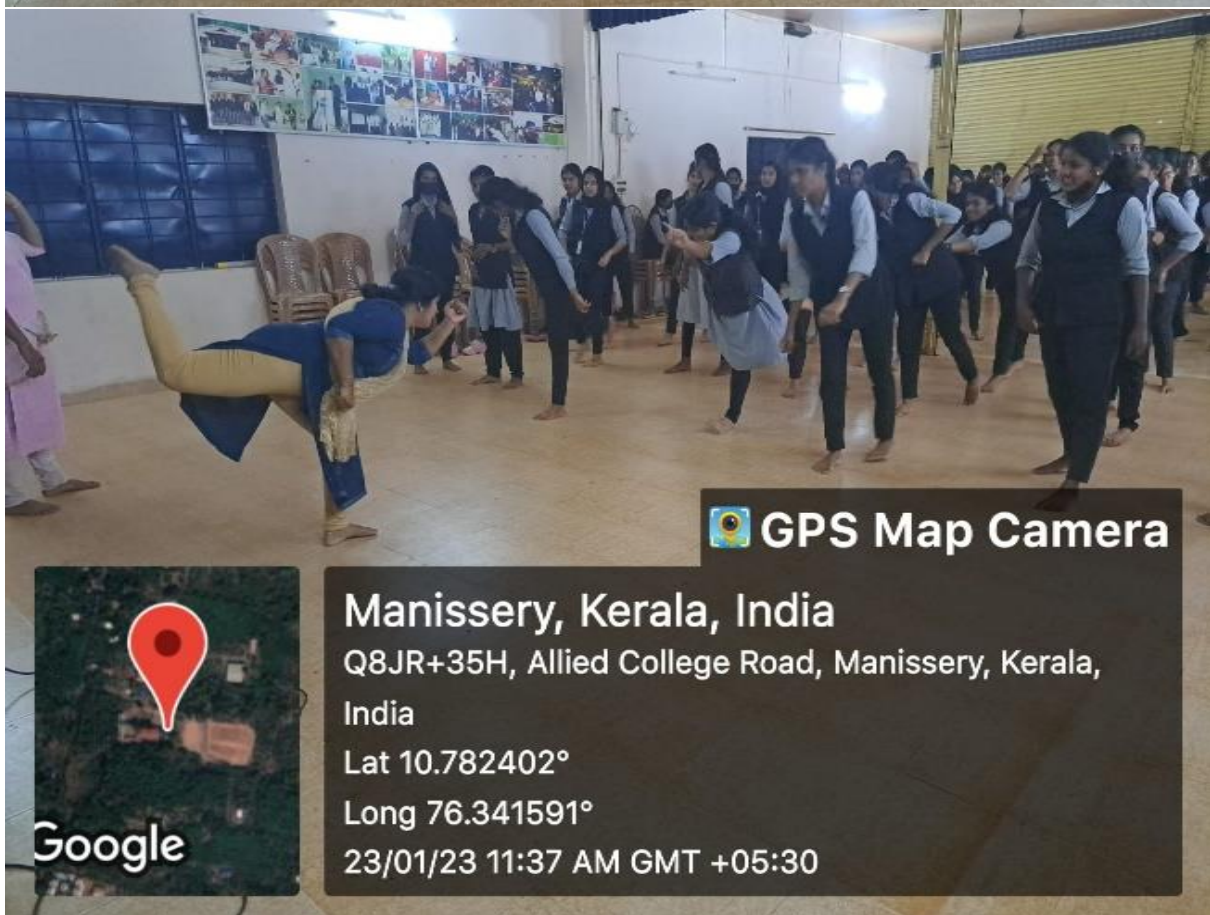 GPS Map Camera
Manissery, Kerala, India
Q8JR+35H, Allied College Road, Manissery, Kerala,
India
Lat 10.782402°
Long 76.341591°
23/01/23 11:37 AM GMT +05:30
Google